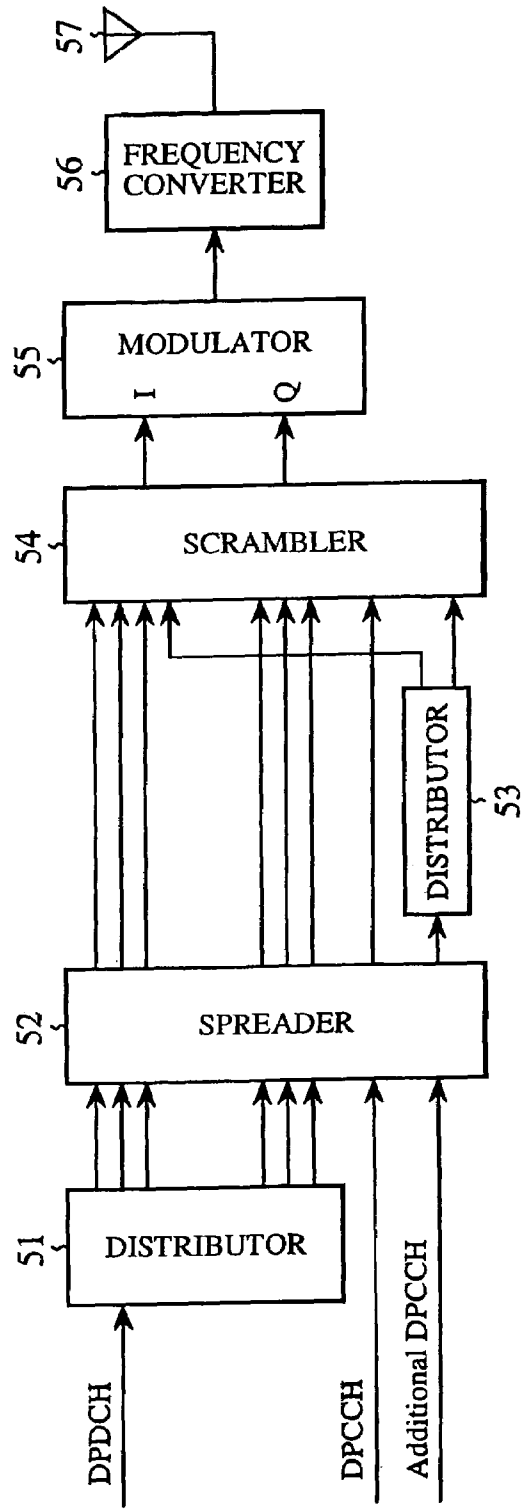 DPDCH
DPCCH
Additional DPCCH
51
DISTRIBUTOR
52
SPREADER
DISTRIBUTOR
53
54
SCRAMBLER
55
MODULATOR
I
Q
56
FREQUENCY
CONVERTER
57